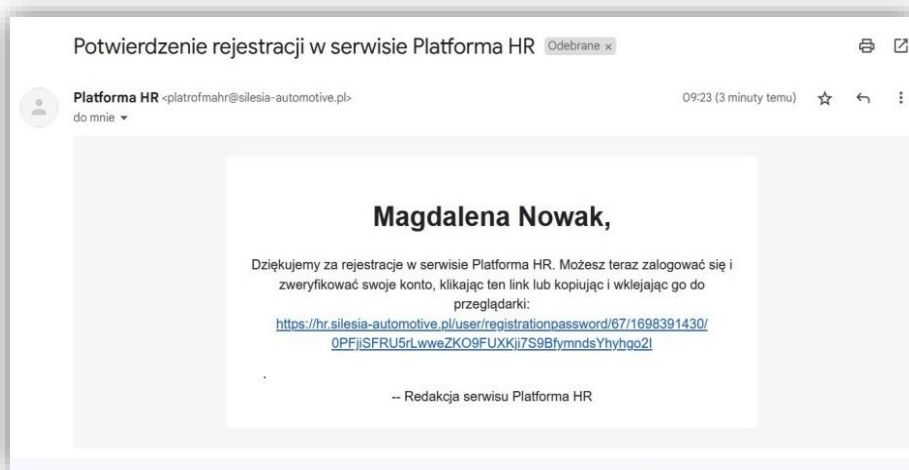 Potwierdzenie rejestracji w serwisie Platforma HR Odebrane x
Platforma HR <platrofmahr@silesia-automotive.pl> 09:23 (3 minuty temu)
do mnie
Magdalena Nowak,
Dziękujemy za rejestracje w serwisie Platforma HR. Możesz teraz zalogować się i
zweryfikować swoje konto, klikając ten link lub kopiując i wklejając go do
przeglądarki:
https://hr.silesia-automotive.pl/user/registrationpassword/67/1698391430/
0PFjiSFRU5rLwweZKO9FUXKji7S9BfymndsYhyhgo2I
.
-- Redakcja serwisu Platforma HR